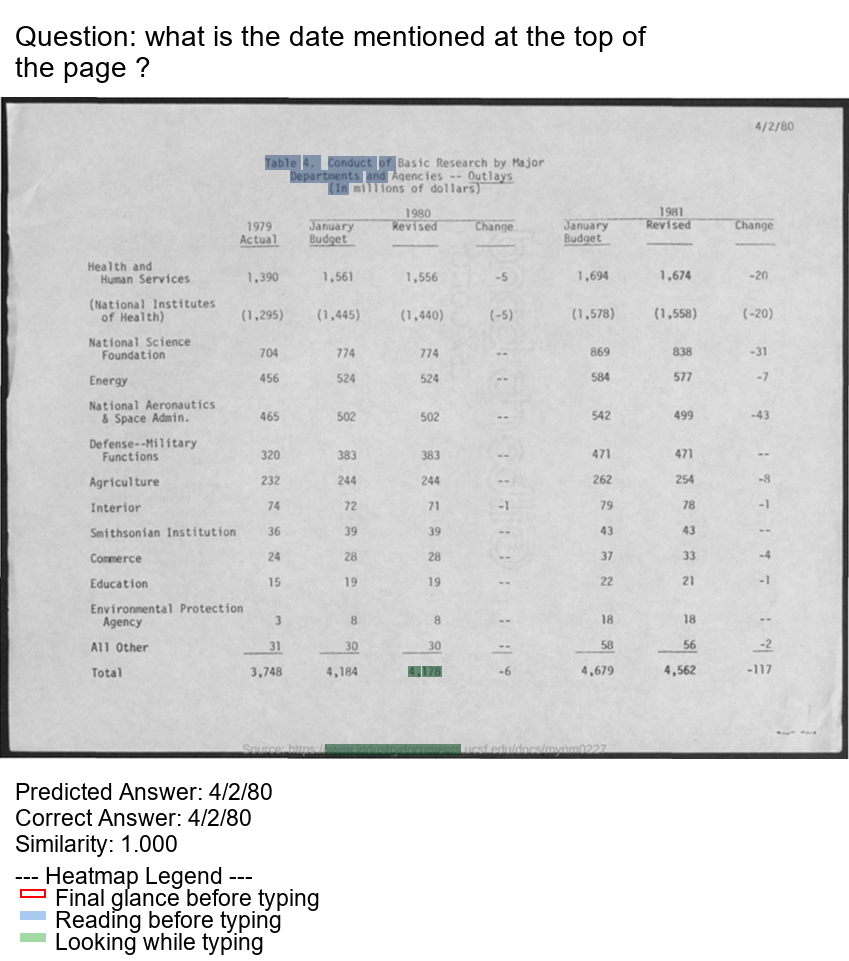 Question: what is the date mentioned at the top of
the page ?
4/2/80
Table 4. Conduct of Basic Research by Major
Departments and Agencies -- Outlays
(In millions of dollars)
1980 1981
1979 January Revised Change January Revised Change
Actual Budget Budget
Health and
Human Services 1,390 1,561 1,556 -5 1,694 1,674 -20
(National Institutes
of Health) (1,295) (1,445) (1,440) (-5) (1,578) (1,558) (-20)
National Science
Foundation 704 774 774 -- 869 838 -31
Energy 456 524 524 -- 584 577 -7
National Aeronautics
& Space Admin. 465 502 502 -- 542 499 -43
Defense--Military
Functions 320 383 383 -- 471 471 --
Agriculture 232 244 244 -- 262 254 -8
Interior 74 72 71 -1 79 78 -1
Smithsonian Institution 36 39 39 -- 43 43 --
Commerce 24 28 28 -- 37 33 -4
Education 15 19 19 -- 22 21 -1
Environmental Protection
Agency 3 8 8 -- 18 18 --
All Other 31 30 30 -- 58 56 -2
Total 3,748 4,184 4,178 -6 4,679 4,562 -117
Source: https://www.industrydocuments.ucsf.edu/docs/mynm0227
Predicted Answer: 4/2/80
Correct Answer: 4/2/80
Similarity: 1.000
--- Heatmap Legend ---
Final glance before typing
Reading before typing
Looking while typing